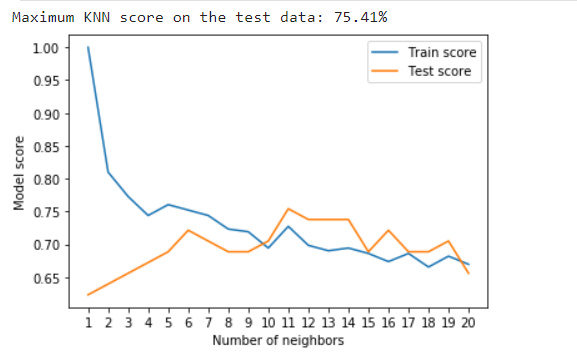 Maximum KNN score on the test data: 75.41%
Train score
Test score
1.00
0.95
0.90
0.85
0.80
0.75
0.70
0.65
Model score
1 2 3 4 5 6 7 8 9 10 11 12 13 14 15 16 17 18 19 20
Number of neighbors